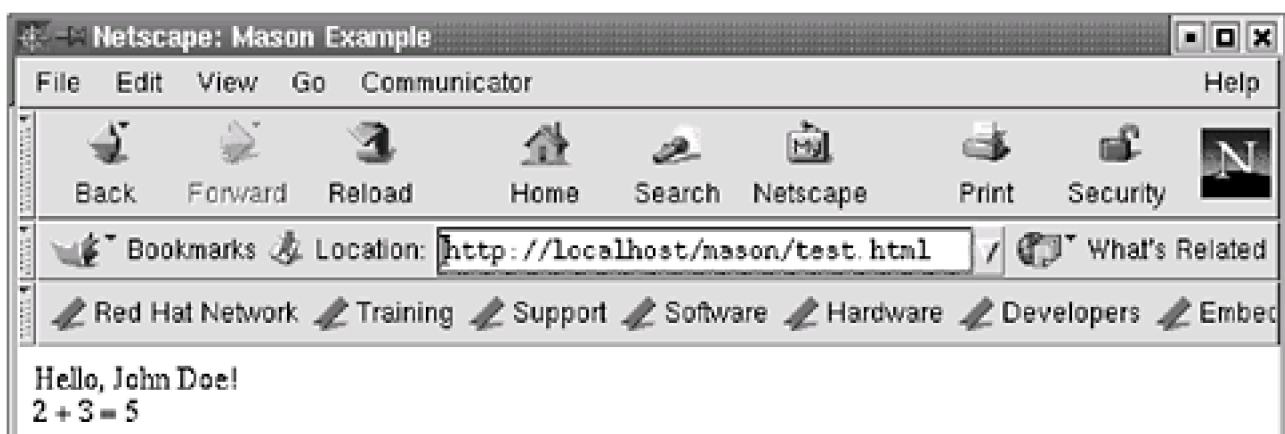 Netscape: Mason Example
File Edit View Go Communicator Help
My N
Back Forward Reload Home Search Netscape Print Security
Bookmarks Location: http://localhost/mason/test.html What's Related
Red Hat Network Training Support Software Hardware Developers Embed
Hello, John Doe!
2 + 3 = 5